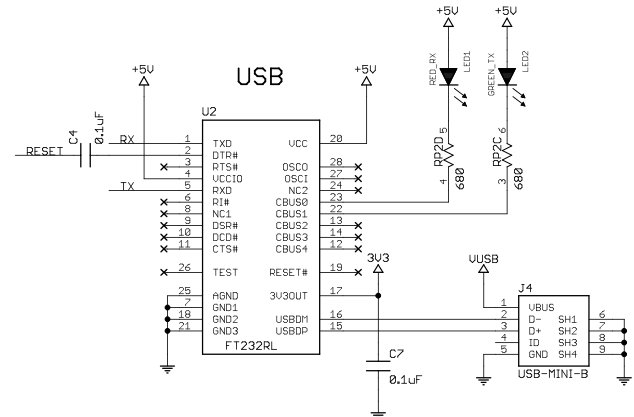 +5V
+5V
RED_RX
LED1
GREEN_TX
LED2
+5V
USB
+5V
U2
C4
0.1uF
RX
RESET
TX
1 TXD VCC 20
2 DTR#
3 RTS# OSCO 28
4 VCCIO OSCI 27
5 RXD NC2 24
6 RI# CBUS0 23
8 NC1 CBUS1 22
9 DSR# CBUS2 13
10 DCD# CBUS3 14
11 CTS# CBUS4 12
26 TEST RESET# 19
25 AGND 3V3OUT 17
7 GND1
18 GND2 USBDM 16
21 GND3 USBDP 15
FT232RL
5
RP2D
4
680
6
RP2C
3
680
3V3
C7
0.1uF
VUSB
J4
1 VBUS
2 D- SH1 6
3 D+ SH2 7
4 ID SH3 8
5 GND SH4 9
USB-MINI-B